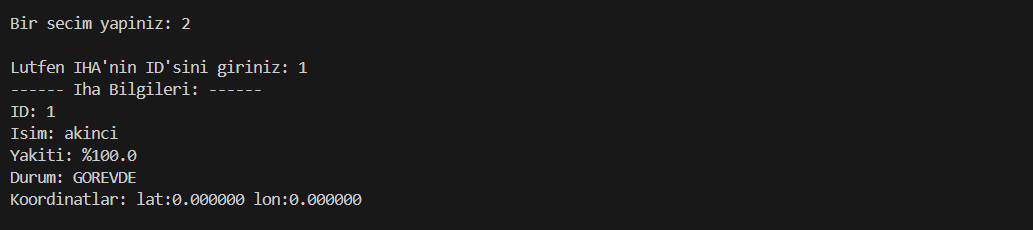 Bir secim yapiniz: 2
Lutfen IHA'nin ID'sini giriniz: 1
------ Iha Bilgileri: ------
ID: 1
Isim: akinci
Yakiti: %100.0
Durum: GOREVDE
Koordinatlar: lat:0.000000 lon:0.000000